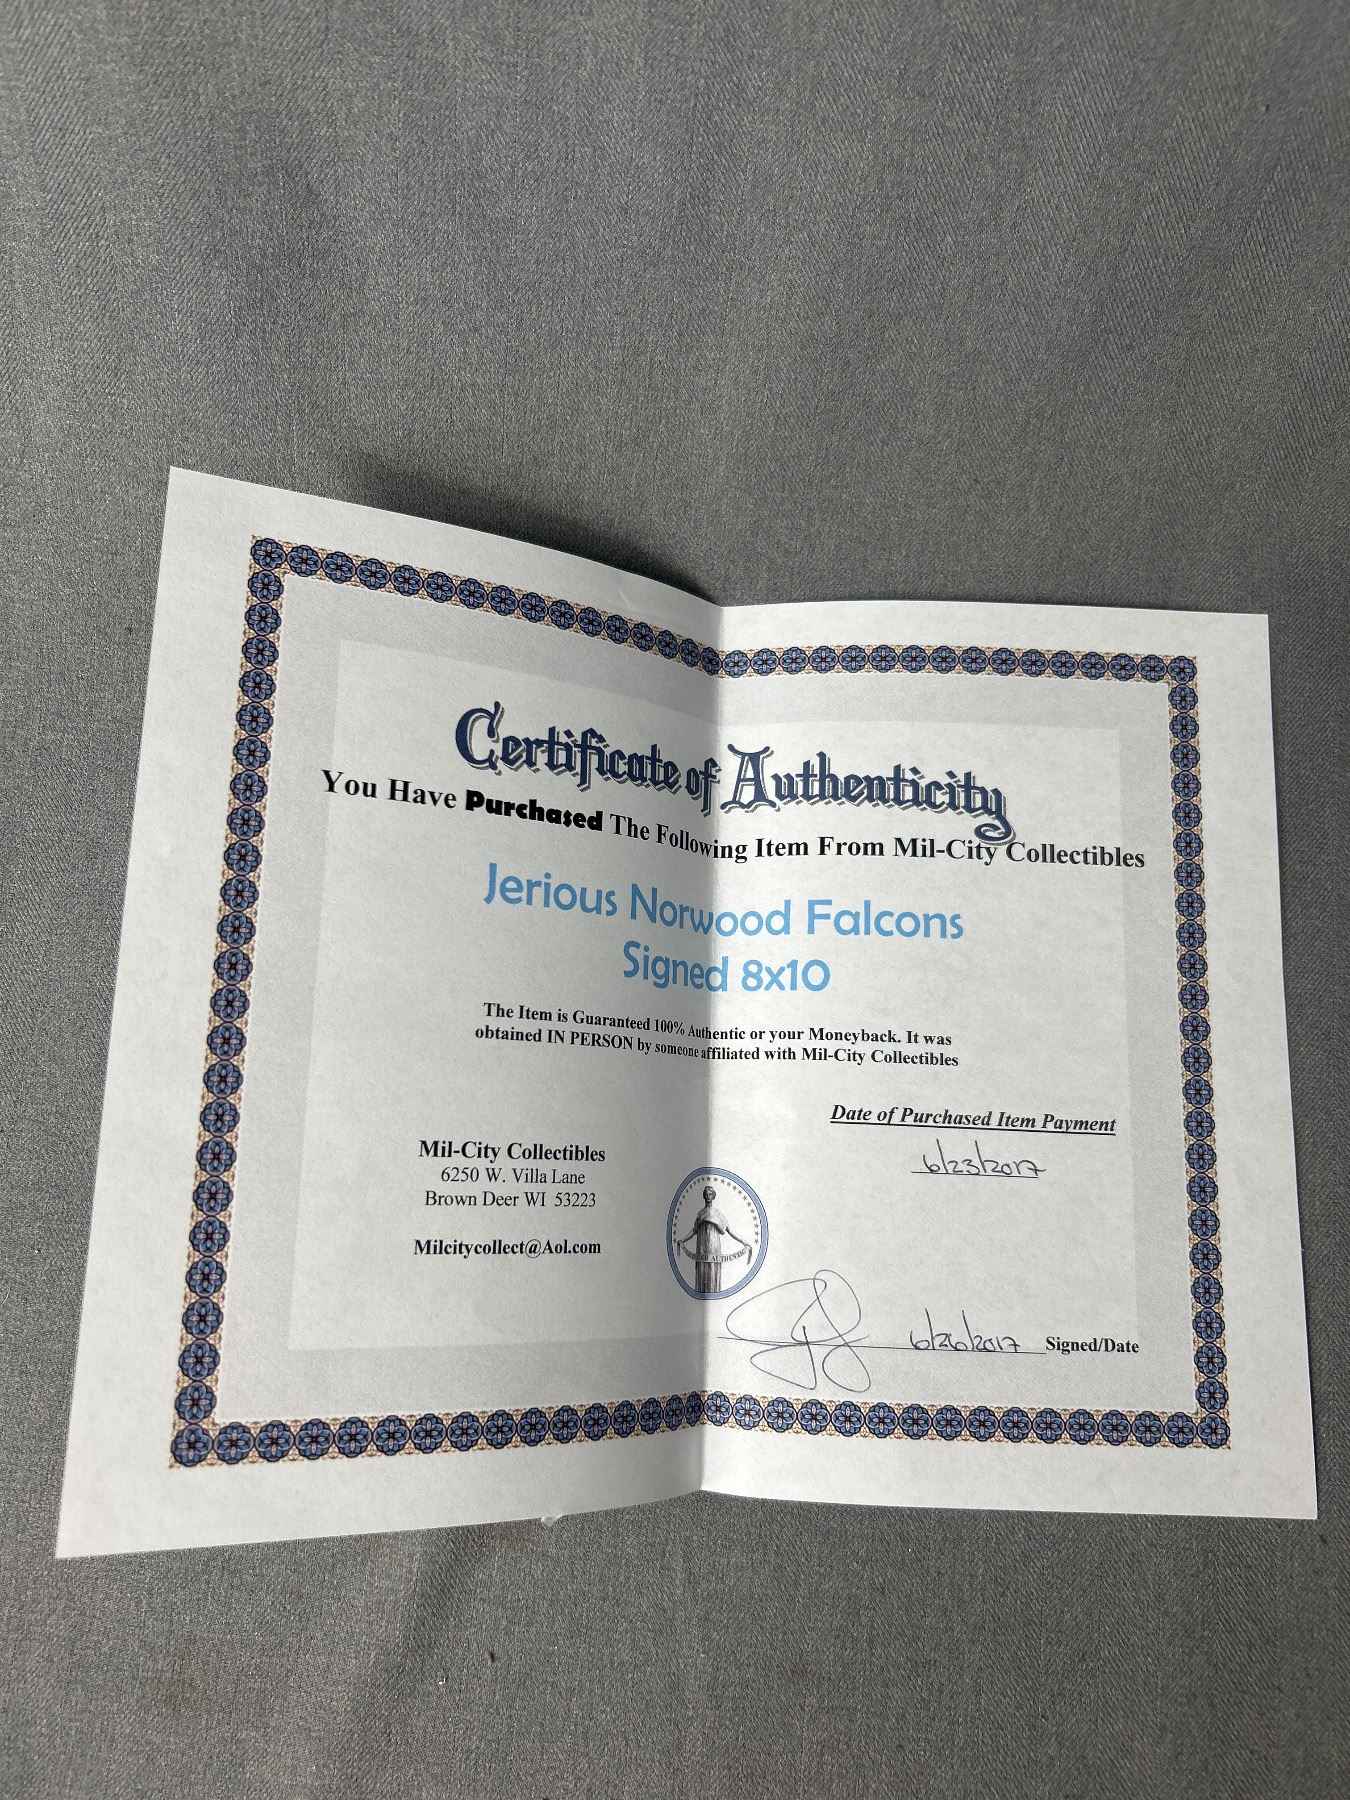 Certificate of Authenticity
You Have Purchased The Following Item From Mil-City Collectibles
Jerious Norwood Falcons
Signed 8x10
The Item is Guaranteed 100% Authentic or your Moneyback. It was
obtained IN PERSON by someone affiliated with Mil-City Collectibles
Date of Purchased Item Payment
6/23/2017
Mil-City Collectibles
6250 W. Villa Lane
Brown Deer WI 53223
Milcitycollect@Aol.com
AUTHENTIC
6/26/2017 Signed/Date